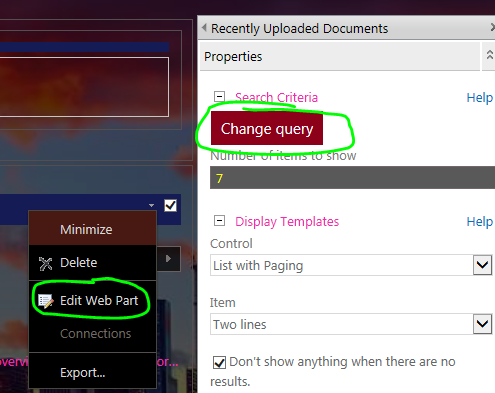 Recently Uploaded Documents
Properties
Search Criteria Help
Change query
Number of items to show
7
Display Templates Help
Control
List with Paging
Item
Two lines
Don't show anything when there are no
results.
Minimize
Delete
Edit Web Part
Connections
Export...
overvi
or...